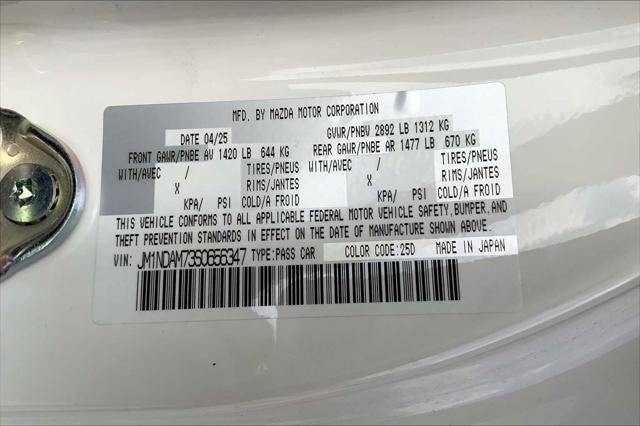 MFD. BY MAZDA MOTOR CORPORATION
DATE 04/25 GVWR/PNBV 2892 LB 1312 KG
FRONT GAWR/PNBE AV 1420 LB 644 KG REAR GAWR/PNBE AR 1477 LB 670 KG
WITH/AVEC / TIRES/PNEUS WITH/AVEC / TIRES/PNEUS
X RIMS/JANTES X RIMS/JANTES
KPA/ PSI COLD/A FROID KPA/ PSI COLD/A FROID
THIS VEHICLE CONFORMS TO ALL APPLICABLE FEDERAL MOTOR VEHICLE SAFETY, BUMPER, AND
THEFT PREVENTION STANDARDS IN EFFECT ON THE DATE OF MANUFACTURE SHOWN ABOVE.
VIN: JM1NDAM73S0656347 TYPE: PASS CAR COLOR CODE: 25D MADE IN JAPAN